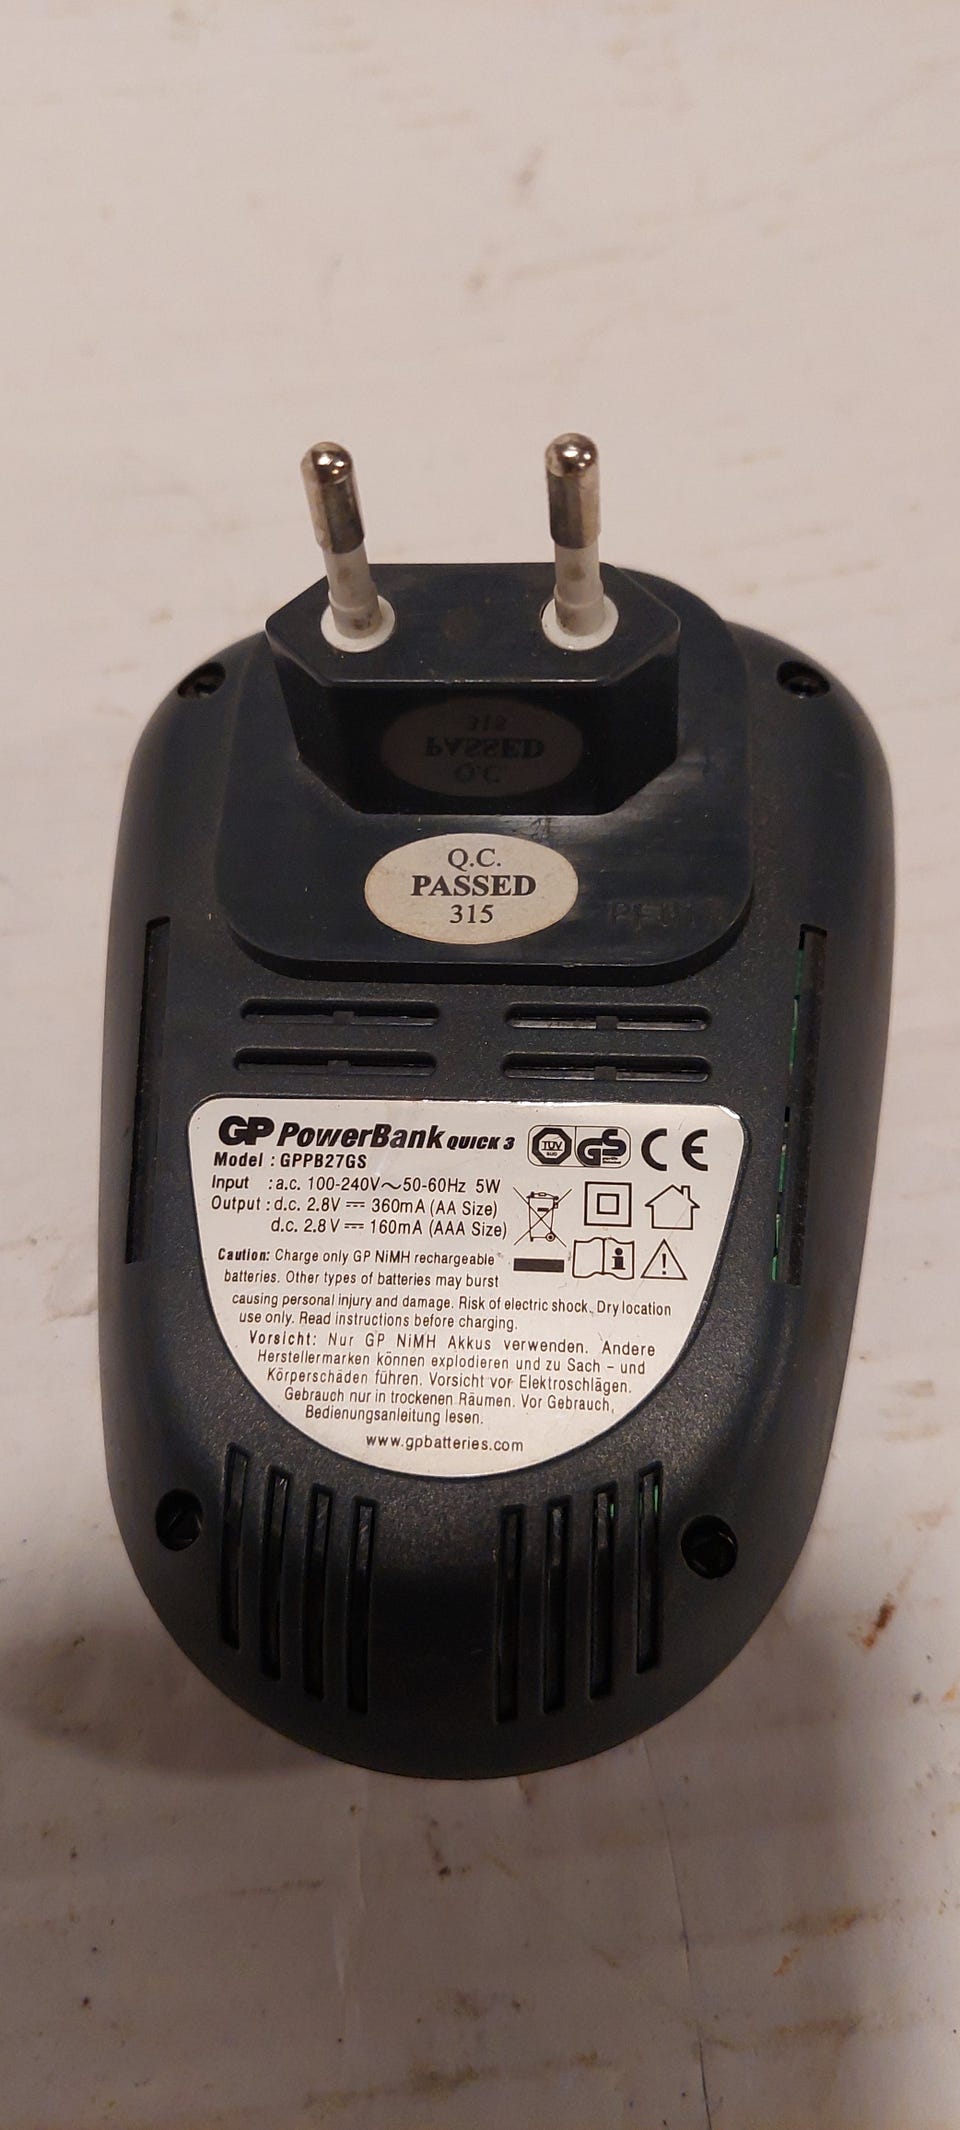 Q.C.
PASSED
315
GP PowerBank QUICK 3
Model : GPPB27GS
Input : a.c. 100-240V～50-60Hz 5W
Output : d.c. 2.8V ⎓ 360mA (AA Size)
d.c. 2.8V ⎓ 160mA (AAA Size)
TÜV
GS
CE
Caution: Charge only GP NiMH rechargeable
batteries. Other types of batteries may burst
causing personal injury and damage. Risk of electric shock. Dry location
use only. Read instructions before charging.
Vorsicht: Nur GP NiMH Akkus verwenden. Andere
Herstellermarken können explodieren und zu Sach – und
Körperschäden führen. Vorsicht vor Elektroschlägen.
Gebrauch nur in trockenen Räumen. Vor Gebrauch,
Bedienungsanleitung lesen.
www.gpbatteries.com